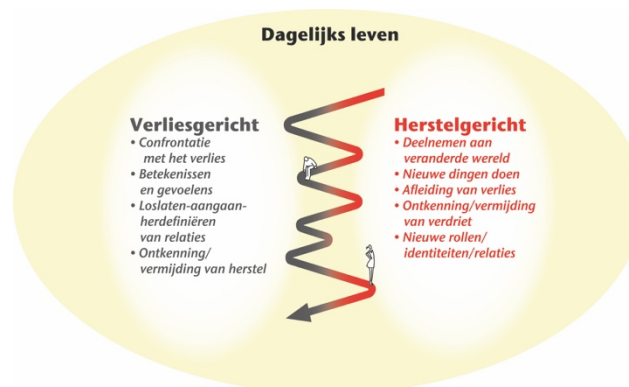 Dagelijks leven
Verliesgericht
• Confrontatie
met het verlies
• Betekenissen
en gevoelens
• Loslaten-aangaan-
herdefiniëren
van relaties
• Ontkenning/
vermijding van herstel
Herstelgericht
• Deelnemen aan
veranderde wereld
• Nieuwe dingen doen
• Afleiding van verlies
• Ontkenning/vermijding
van verdriet
• Nieuwe rollen/
identiteiten/relaties